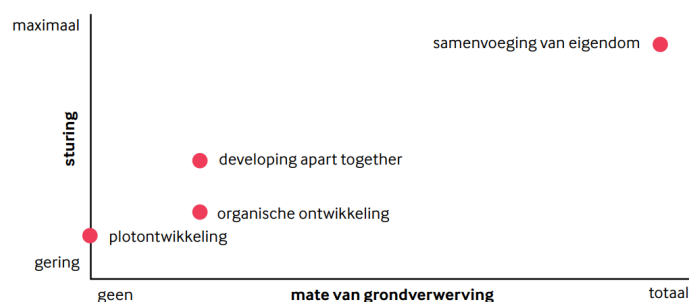 maximaal
samenvoeging van eigendom
sturing
developing apart together
organische ontwikkeling
plotontwikkeling
gering
geen
mate van grondverwerving
totaal